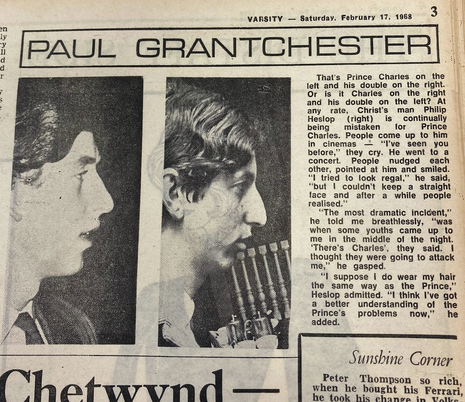 VARSITY — Saturday, February 17, 1968
3
PAUL GRANTCHESTER
That's Prince Charles on the
left and his double on the right.
Or is it Charles on the right
and his double on the left? At
any rate, Christ's man Philip
Heslop (right) is continually
being mistaken for Prince
Charles. People come up to him
in cinemas — "I've seen you
before," they cry. He went to a
concert. People nudged each
other, pointed at him and smiled.
"I tried to look regal," he said,
"but I couldn't keep a straight
face and after a while people
realised."
"The most dramatic incident,"
he told me breathlessly, "was
when some youths came up to
me in the middle of the night.
'There's Charles', they said. I
thought they were going to attack
me," he gasped.
"I suppose I do wear my hair
the same way as the Prince,"
Heslop admitted. "I think I've got
a better understanding of the
Prince's problems now," he
added.
Chetwynd —
Sunshine Corner
Peter Thompson so rich,
when he bought his Ferrari,
he took his change in Volks